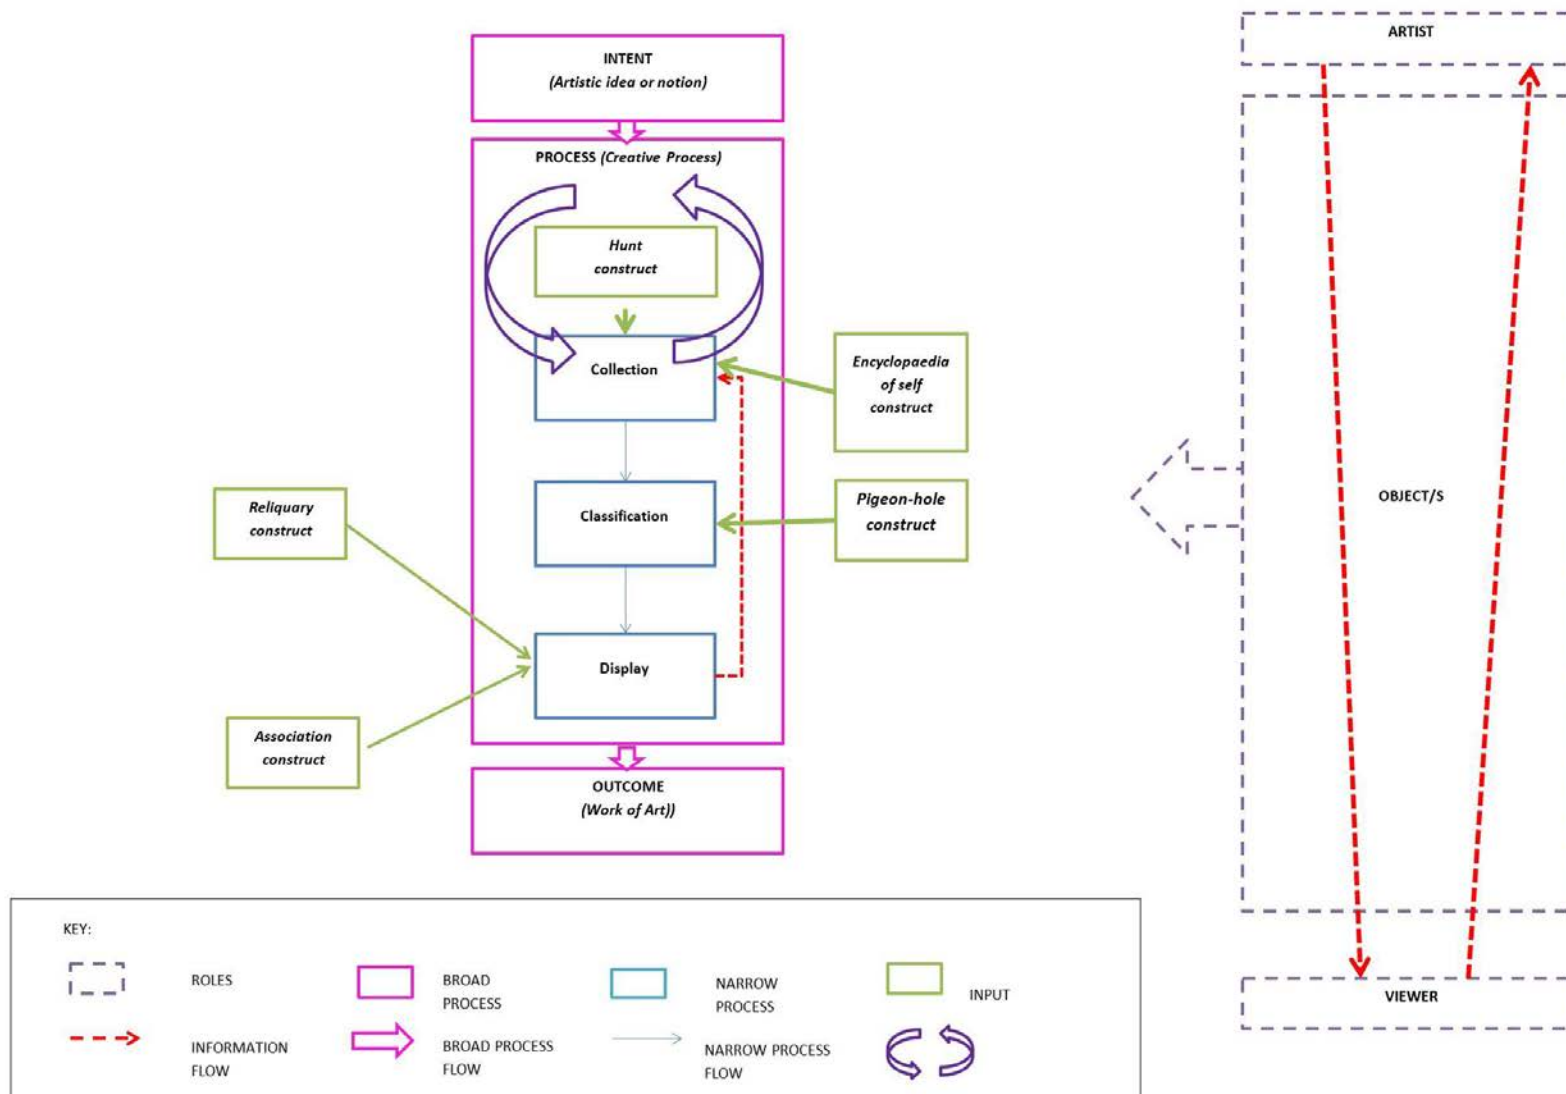 INTENT
(Artistic idea or notion)
PROCESS (Creative Process)
Hunt
construct
Collection
Encyclopaedia
of self
construct
Classification
Pigeon-hole
construct
Reliquary
construct
Display
Association
construct
OUTCOME
(Work of Art))
ARTIST
OBJECT/S
VIEWER
KEY:
ROLES
BROAD
PROCESS
NARROW
PROCESS
INPUT
INFORMATION
FLOW
BROAD PROCESS
FLOW
NARROW PROCESS
FLOW